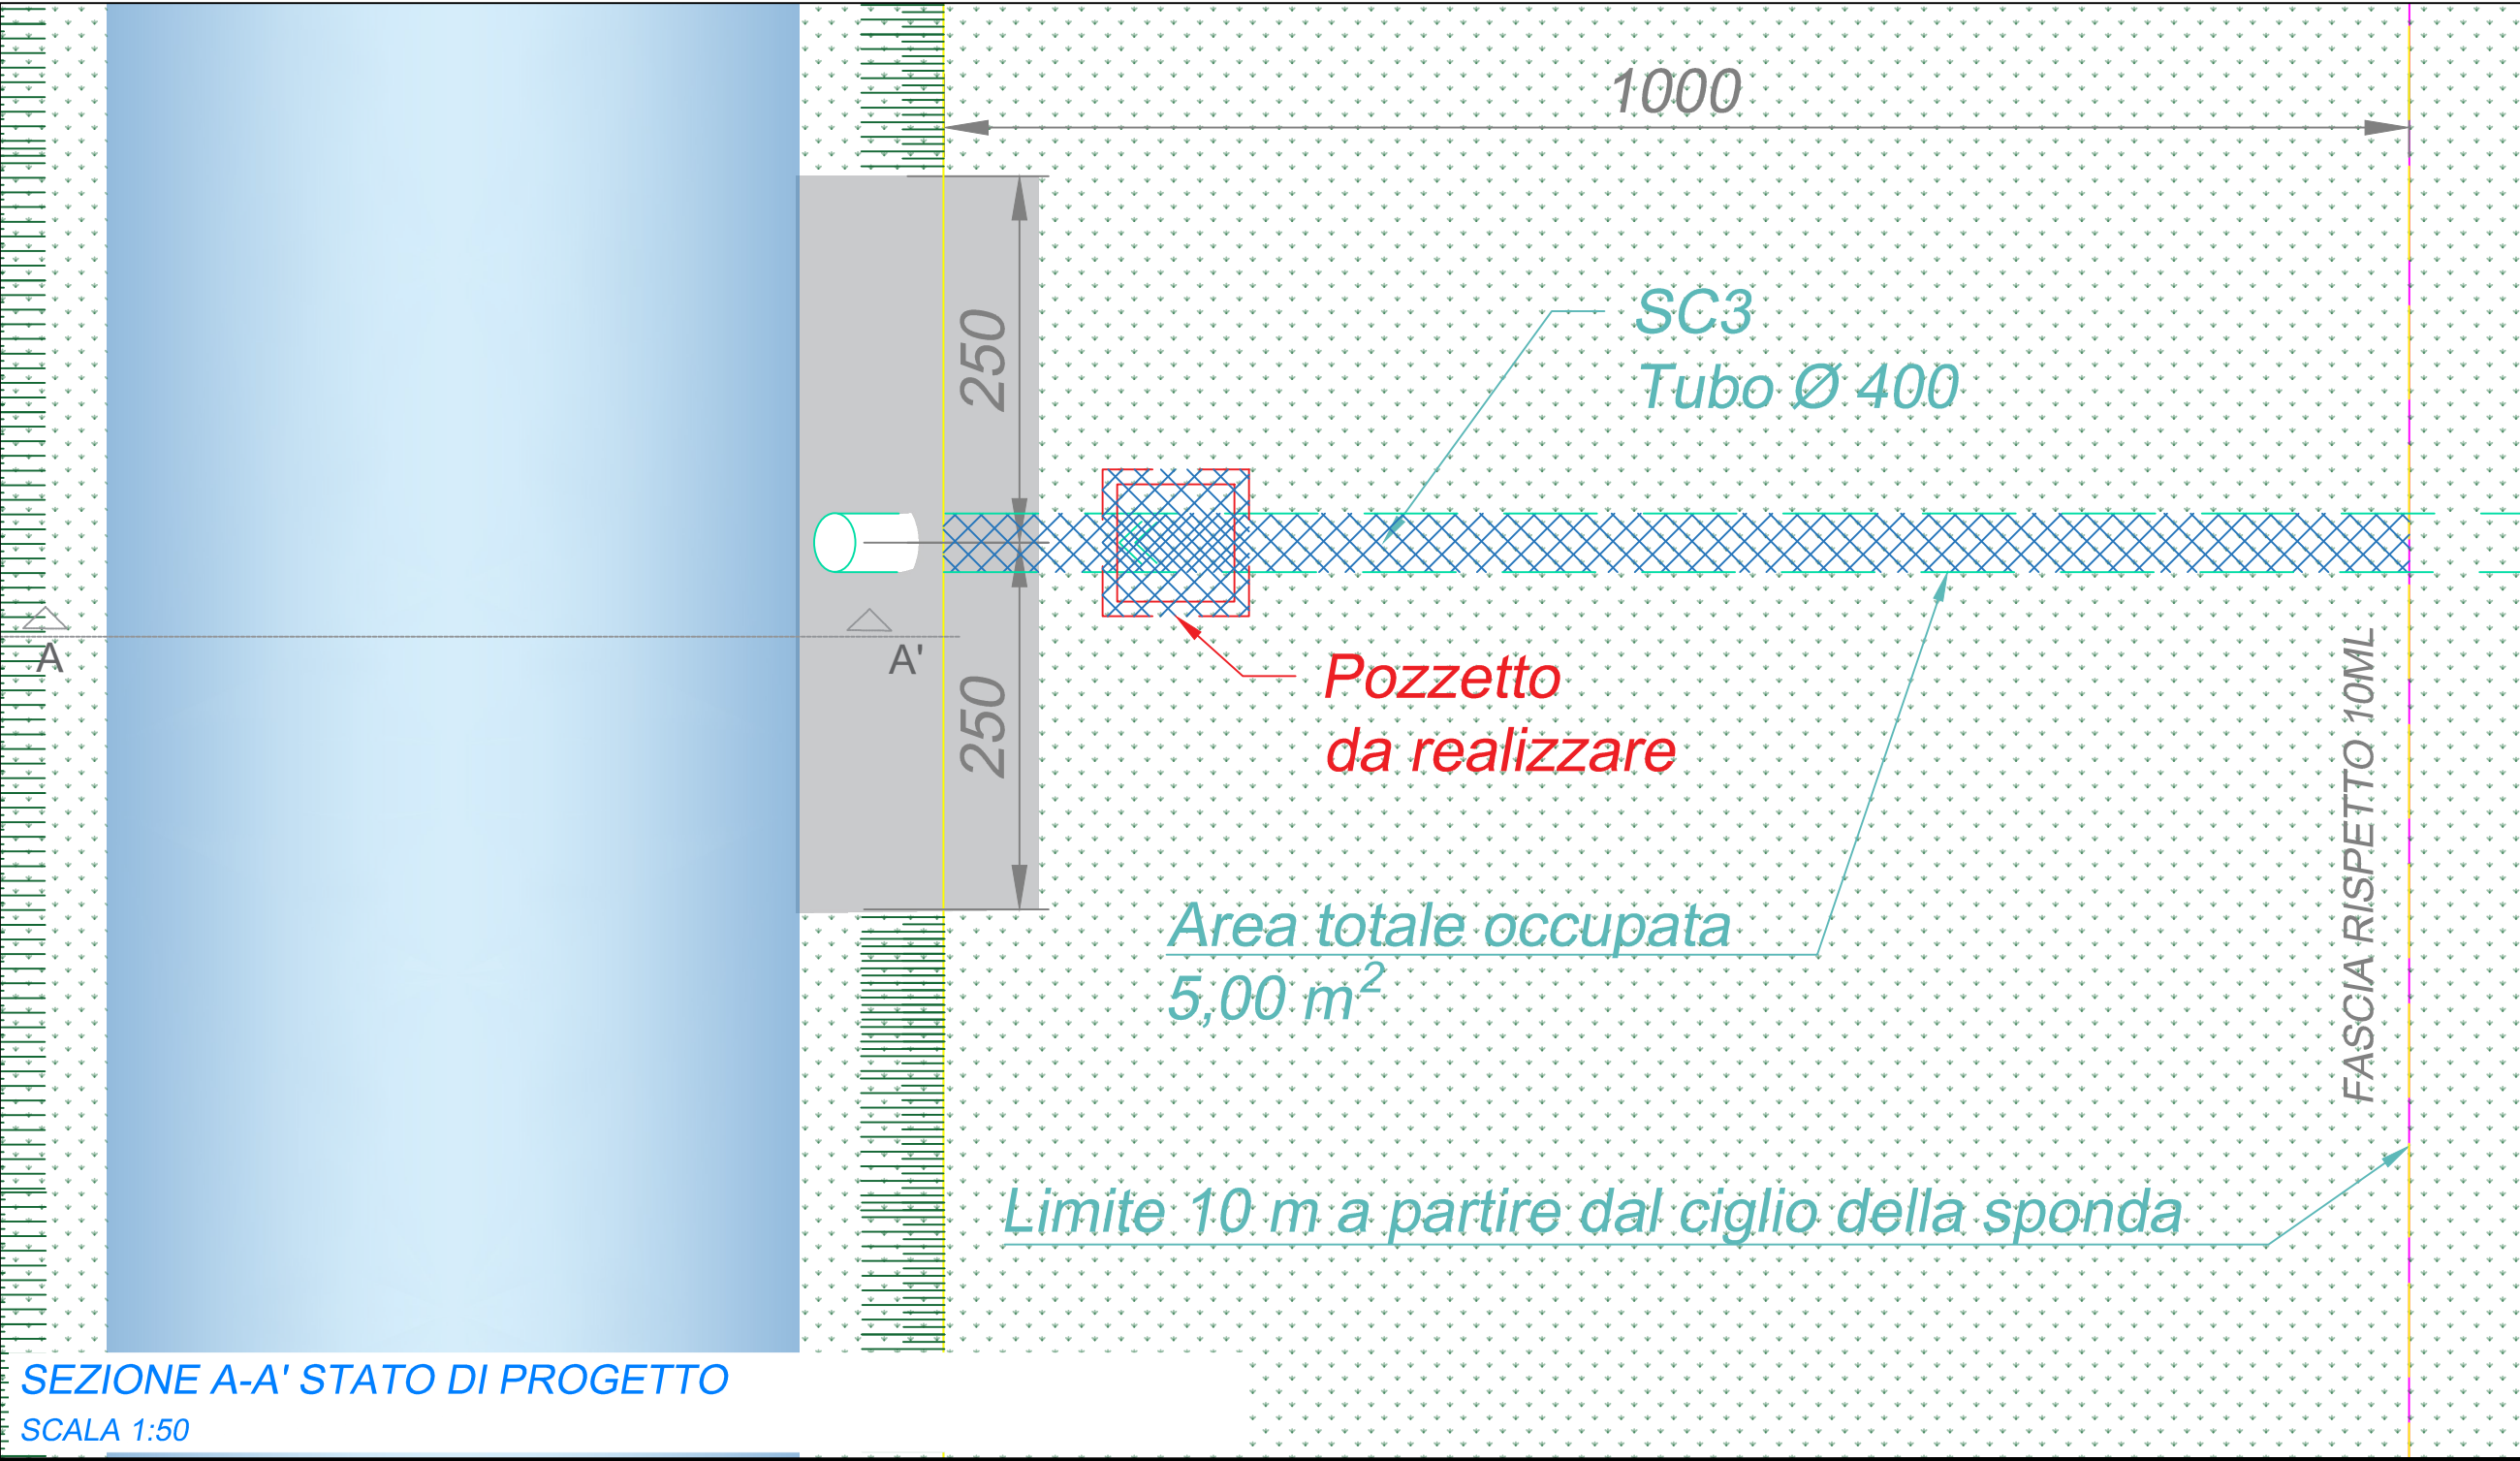 1000
250
SC3
Tubo Ø 400
A
A'
250
Pozzetto
da realizzare
FASCIA RISPETTO 10ML
Area totale occupata
5,00 m²
Limite 10 m a partire dal ciglio della sponda
SEZIONE A-A' STATO DI PROGETTO
SCALA 1:50